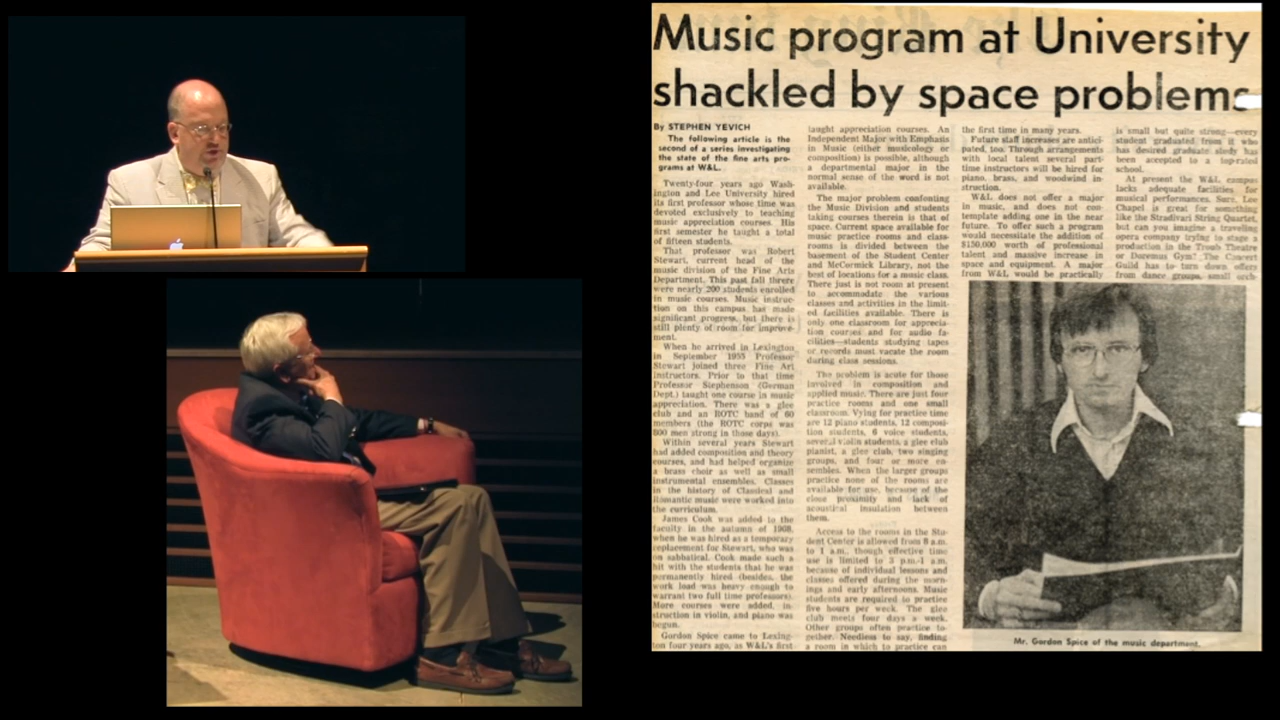 Music program at University
shackled by space problems
By STEPHEN YEVICH
The following article is the
second of a series investigating
the state of the fine arts pro-
grams at W&L.
Twenty-four years ago Wash-
ington and Lee University hired
its first professor whose time was
devoted exclusively to teaching
music appreciation courses. His
first semester he taught a total
of fifteen students.
That professor was Robert
Stewart, current head of the
music division of the Fine Arts
Department. This past fall threre
were nearly 200 students enrolled
in music courses. Music instruc-
tion on this campus has made
significant progress, but there is
still plenty of room for improve-
ment.
When he arrived in Lexington
in September 1955 Professor
Stewart joined three Fine Art
instructors. Prior to that time
Professor Stephenson (German
Dept.) taught one course in music
appreciation. There was a glee
club and an ROTC band of 60
members (the ROTC corps was
800 men strong in those days).
Within several years Stewart
had added composition and theory
courses, and had helped organize
a brass choir as well as small
instrumental ensembles. Classes
in the history of Classical and
Romantic music were worked into
the curriculum.
James Cook was added to the
faculty in the autumn of 1968,
when he was hired as a temporary
replacement for Stewart, who was
on sabbatical. Cook made such a
hit with the students that he was
permanently hired (besides, the
work load was heavy enough to
warrant two full time professors).
More courses were added, in-
struction in violin, and piano was
begun.
Gordon Spice came to Lexing-
ton four years ago, as W&L's first
taught appreciation courses. An
Independent Major with Emphasis
in Music (either musicology or
composition) is possible, although
a departmental major in the
normal sense of the word is not
available.
The major problem confonting
the Music Division and students
taking courses therein is that of
space. Current space available for
music practice rooms and class-
rooms is divided between the
basement of the Student Center
and McCormick Library, not the
best of locations for a music class.
There just is not room at present
to accommodate the various
classes and activities in the limit-
ed facilities available. There is
only one classroom for apprecia-
tion courses and for audio fa-
cilities—students studying tapes
or records must vacate the room
during class sessions.
The problem is acute for those
involved in composition and
applied music. There are just four
practice rooms and one small
classroom. Vying for practice time
are 12 piano students, 12 composi-
tion students, 6 voice students,
several violin students, a glee club
pianist, a glee club, two singing
groups, and four or more en-
sembles. When the larger groups
practice none of the rooms are
available for use, because of the
close proximity and lack of
acoustical insulation between
them.
Access to the rooms in the Stu-
dent Center is allowed from 8 a.m.
to 1 a.m., though effective time
use is limited to 3 p.m.-1 a.m.
because of individual lessons and
classes offered during the morn-
ings and early afternoons. Music
students are required to practice
five hours per week. The glee
club meets four days a week.
Other groups often practice to-
gether. Needless to say, finding
a room in which to practice can
the first time in many years.
Future staff increases are antici-
pated, too. Through arrangements
with local talent several part-
time instructors will be hired for
piano, brass, and woodwind in-
struction.
W&L does not offer a major
in music, and does not con-
template adding one in the near
future. To offer such a program
would necessitate the addition of
$150,000 worth of professional
talent and massive increase in
space and equipment. A major
from W&L would be practically
is small but quite strong—every
student graduated from it who
has desired graduate study has
been accepted to a top-rated
school.
At present the W&L campus
lacks adequate facilities for
musical performances. Sure, Lee
Chapel is great for something
like the Stradivari String Quartet,
but can you imagine a traveling
opera company trying to stage a
production in the Troub Theatre
or Doremus Gym? The Concert
Guild has to turn down offers
from dance groups, small orch-
Mr. Gordon Spice of the music department.